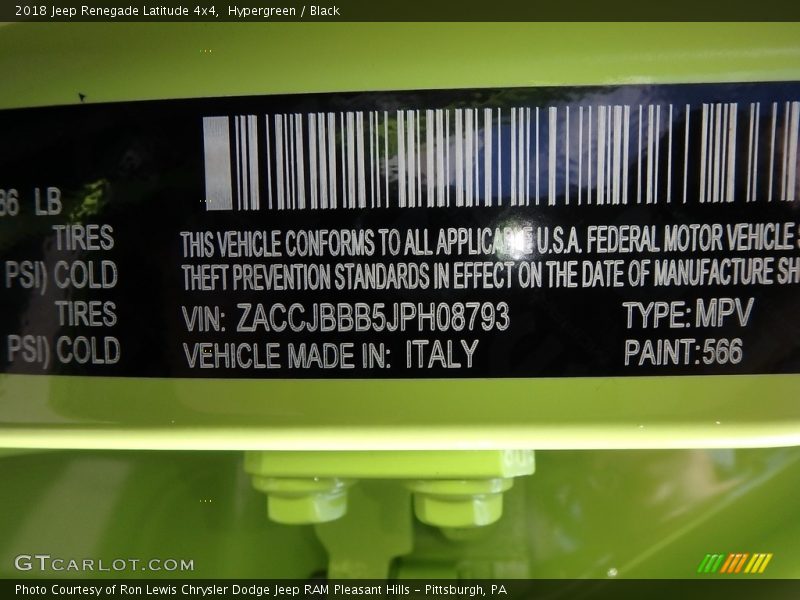 2018 Jeep Renegade Latitude 4x4, Hypergreen / Black
86 LB
TIRES
THIS VEHICLE CONFORMS TO ALL APPLICABLE U.S.A. FEDERAL MOTOR VEHICLE
PSI) COLD
THEFT PREVENTION STANDARDS IN EFFECT ON THE DATE OF MANUFACTURE SH
TIRES
VIN: ZACCJBBB5JPH08793 TYPE: MPV
PSI) COLD
VEHICLE MADE IN: ITALY PAINT:566
GTCARLOT.COM
Photo Courtesy of Ron Lewis Chrysler Dodge Jeep RAM Pleasant Hills - Pittsburgh, PA